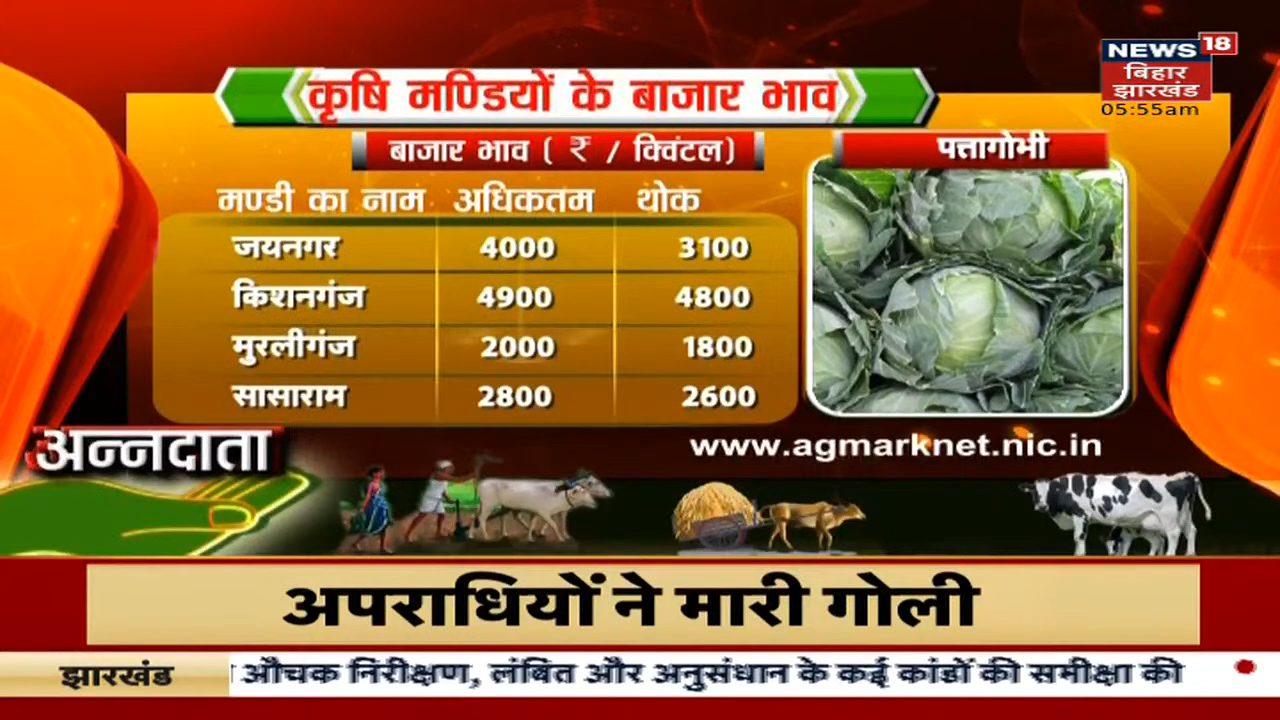 NEWS 18
बिहार
झारखंड
05:55am
कृषि मण्डियों के बाजार भाव
बाजार भाव ( ₹ / क्विंटल)
पत्तागोभी
मण्डी का नाम अधिकतम थोक
जयनगर 4000 3100
किशनगंज 4900 4800
मुरलीगंज 2000 1800
सासाराम 2800 2600
अन्नदाता
www.agmarknet.nic.in
अपराधियों ने मारी गोली
झारखंड औचक निरीक्षण, लंबित और अनुसंधान के कई कांडों की समीक्षा की